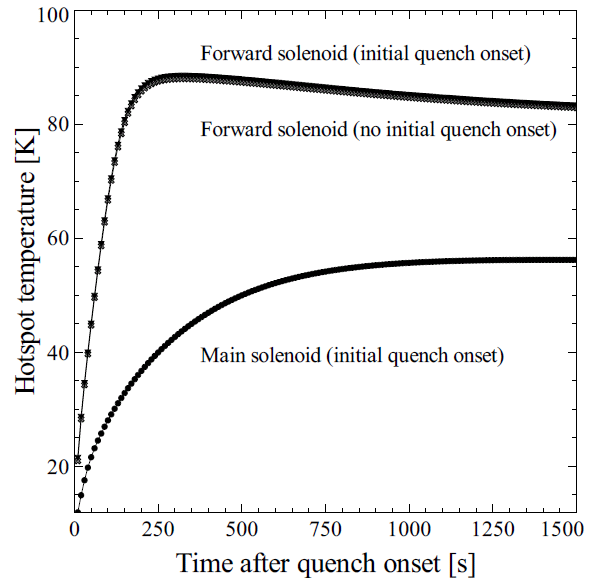 100
80
60
40
20
Hotspot temperature [K]
Forward solenoid (initial quench onset)
Forward solenoid (no initial quench onset)
Main solenoid (initial quench onset)
0 250 500 750 1000 1250 1500
Time after quench onset [s]